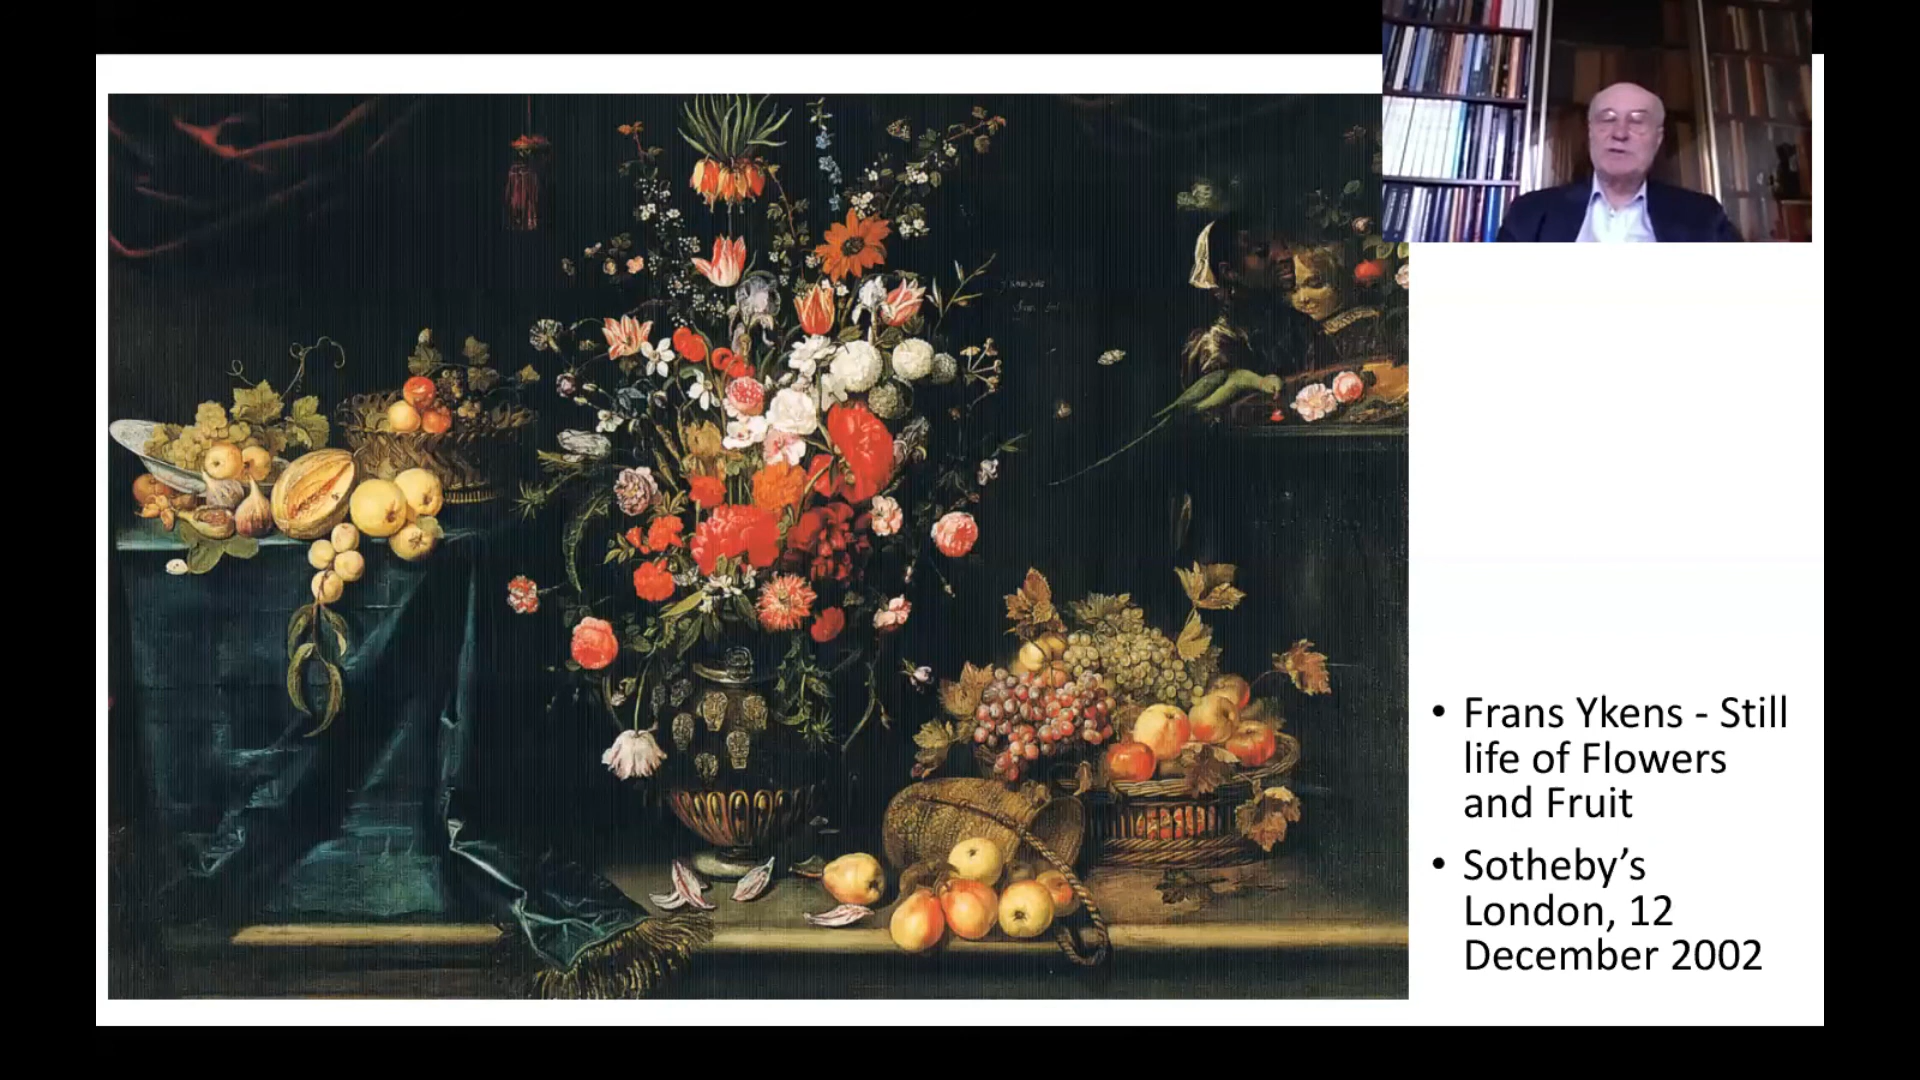 • Frans Ykens - Still
life of Flowers
and Fruit
• Sotheby’s
London, 12
December 2002